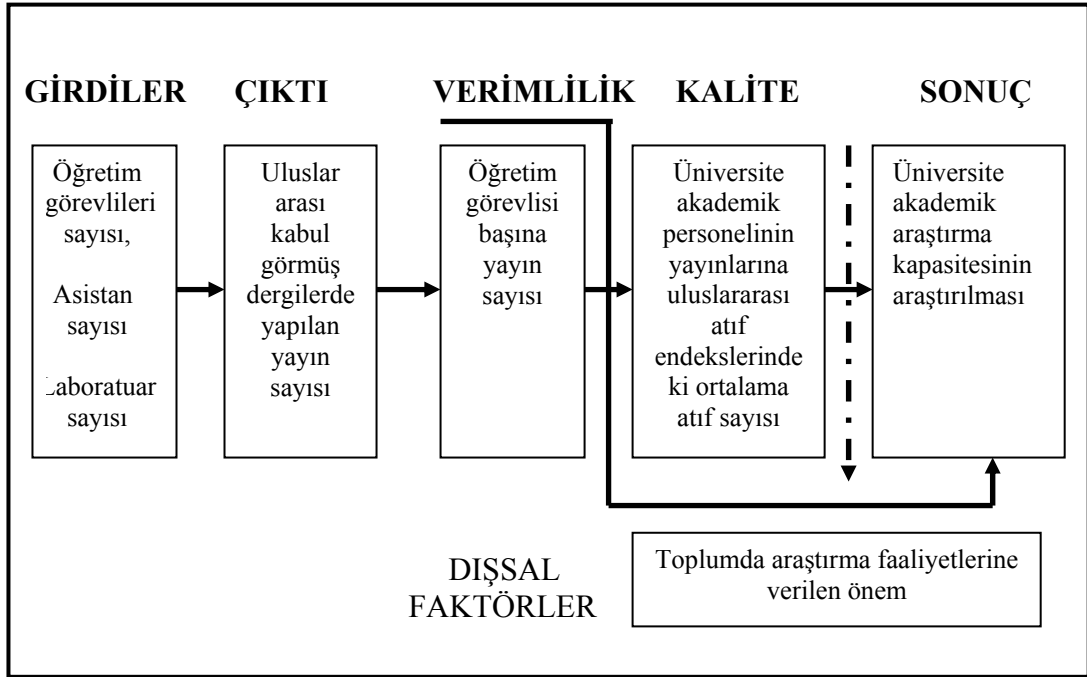 GİRDİLER
Öğretim
görevlileri
sayısı,
Asistan
sayısı
Laboratuar
sayısı
ÇIKTI
Uluslar
arası
kabul
görmüş
dergilerde
yapılan
yayın
sayısı
VERİMLİLİK
Öğretim
görevlisi
başına
yayın
sayısı
KALİTE
Üniversite
akademik
personelinin
yayınlarına
uluslararası
atıf
endekslerinde
ki ortalama
atıf sayısı
SONUÇ
Üniversite
akademik
araştırma
kapasitesinin
araştırılması
DIŞSAL
FAKTÖRLER
Toplumda araştırma faaliyetlerine
verilen önem